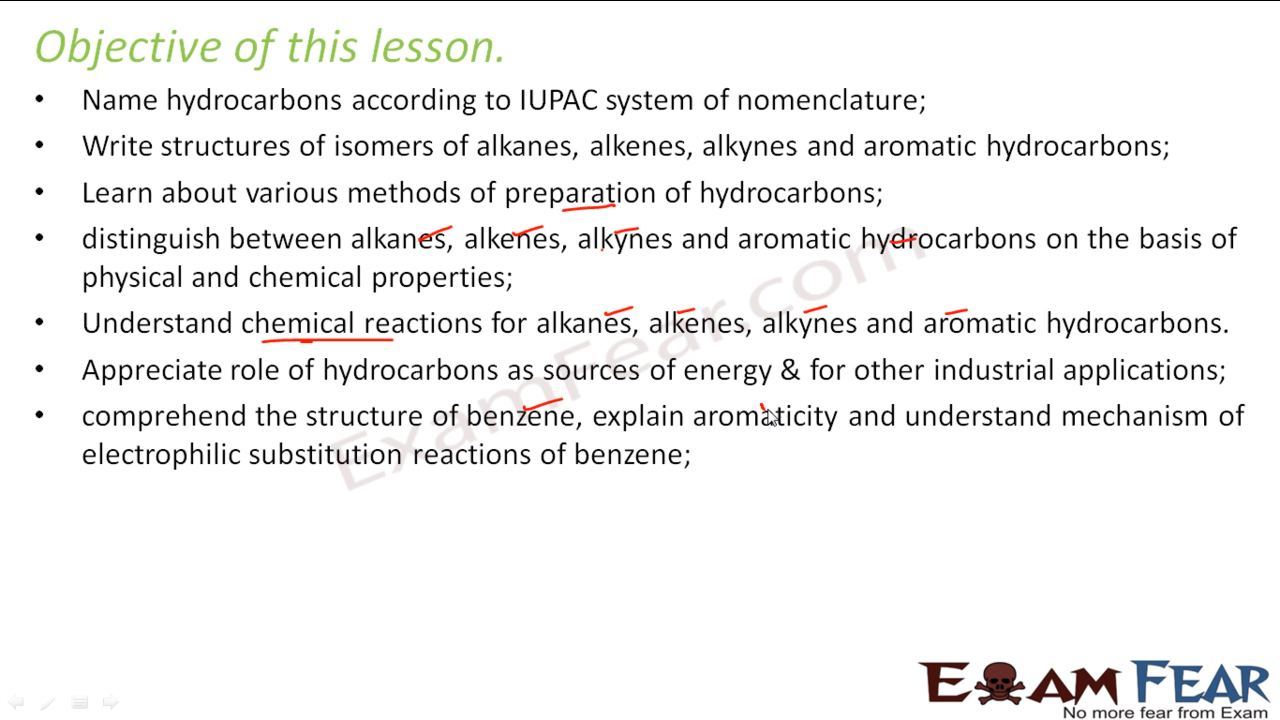 Objective of this lesson.
• Name hydrocarbons according to IUPAC system of nomenclature;
• Write structures of isomers of alkanes, alkenes, alkynes and aromatic hydrocarbons;
• Learn about various methods of preparation of hydrocarbons;
• distinguish between alkanes, alkenes, alkynes and aromatic hydrocarbons on the basis of
physical and chemical properties;
• Understand chemical reactions for alkanes, alkenes, alkynes and aromatic hydrocarbons.
• Appreciate role of hydrocarbons as sources of energy & for other industrial applications;
• comprehend the structure of benzene, explain aromaticity and understand mechanism of
electrophilic substitution reactions of benzene;
ExamFear.com
EXAM FEAR
No more fear from Exam